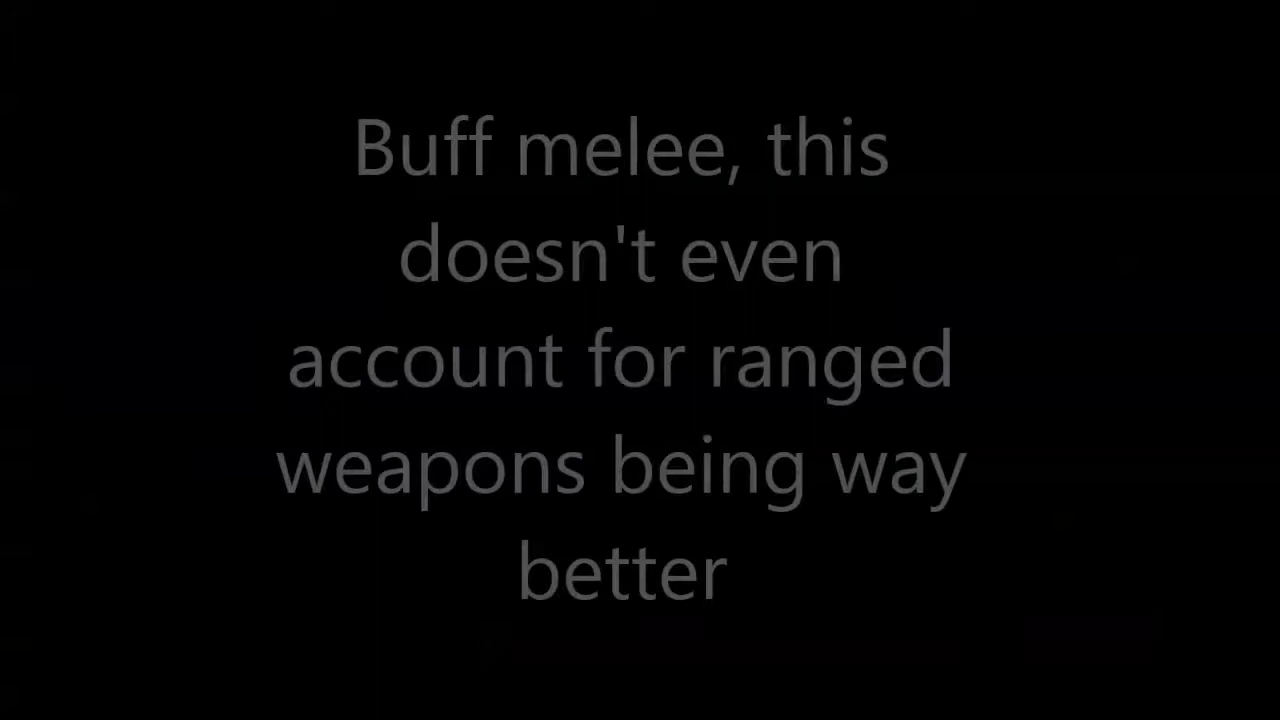 Buff melee, this
doesn't even
account for ranged
weapons being way
better